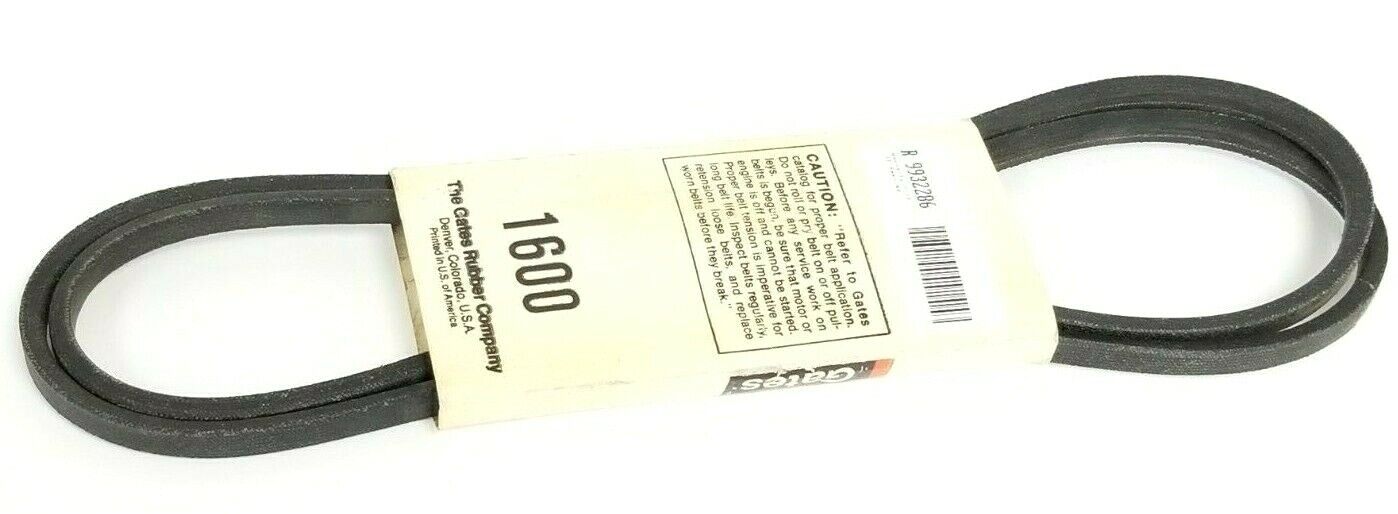 The Gates Rubber Company
Denver, Colorado, U.S.A
Printed in U.S. of America
1600
CAUTION: "Refer to Gates
catalog for proper belt application.
Do not roll or pry belt on or off pul-
leys. Before any service work on
belts is begun, be sure that motor or
engine is off and cannot be started.
Proper belt tension is imperative for
long belt life. Inspect belts regularly,
retension loose belts, and replace
worn belts before they break."
R 9932286
Gates